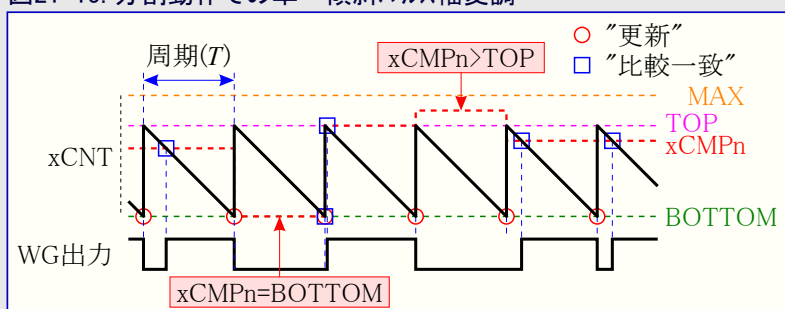 周期(T)
xCMPn>TOP
"更新"
"比較一致"
MAX
TOP
xCMPn
xCNT
BOTTOM
WG出力
xCMPn=BOTTOM